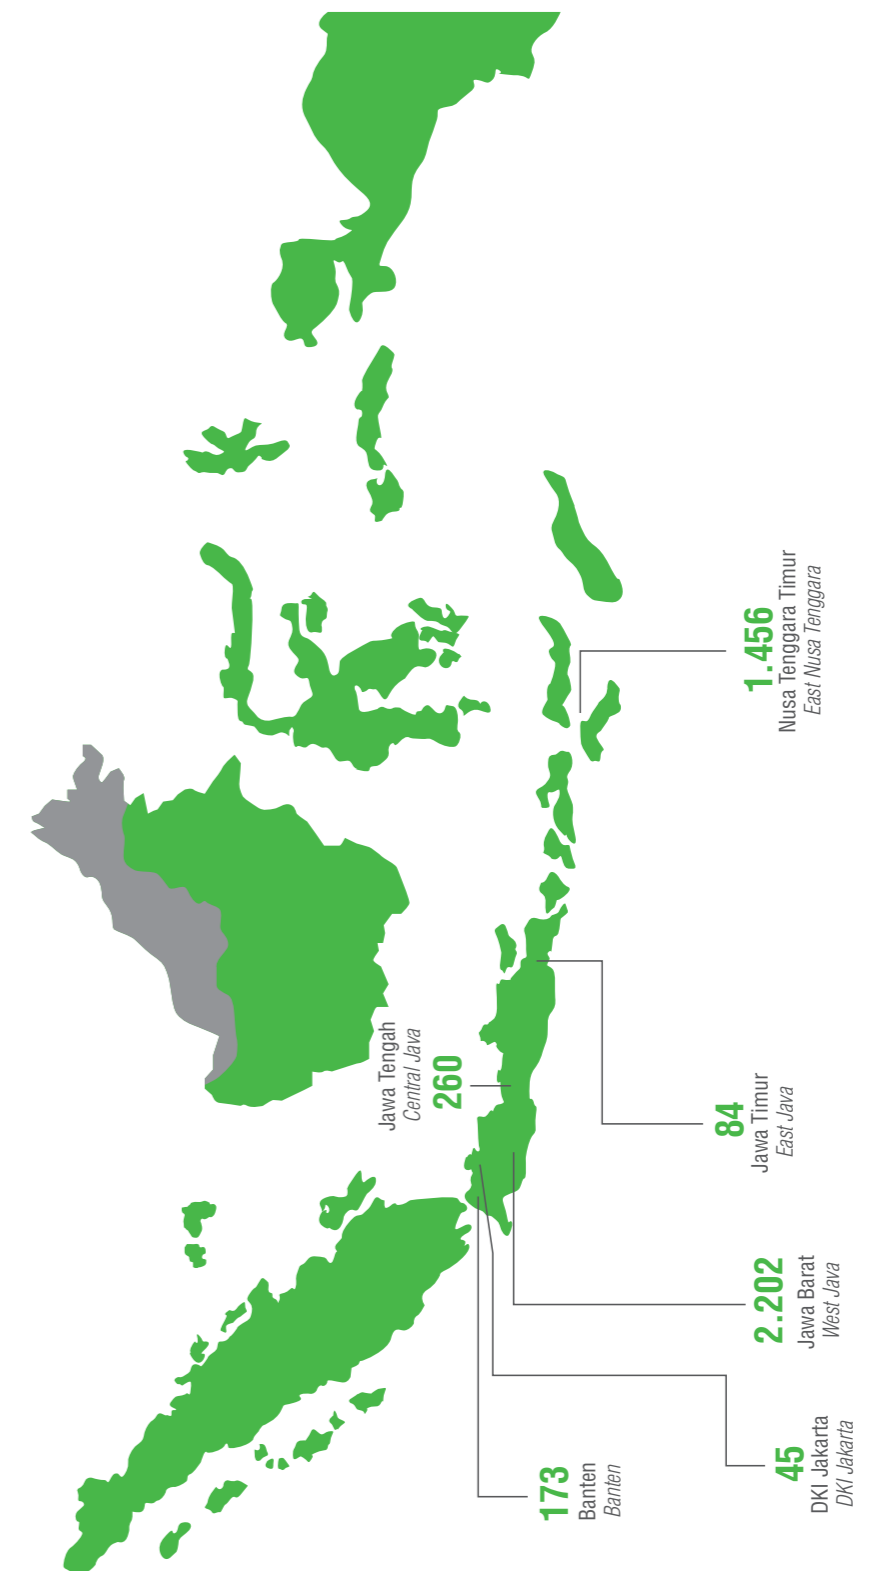 173
Banten
Banten
45
DKI Jakarta
DKI Jakarta
2.202
Jawa Barat
West Java
Jawa Tengah
Central Java
260
84
Jawa Timur
East Java
1.456
Nusa Tenggara Timur
East Nusa Tenggara